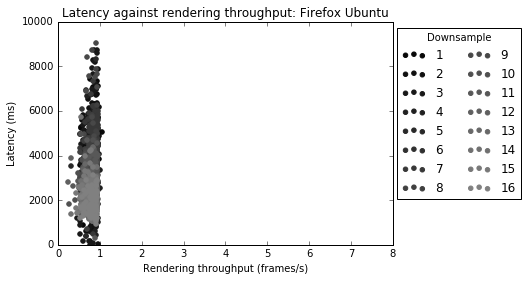 Latency against rendering throughput: Firefox Ubuntu
10000
8000
6000
4000
2000
0
Latency (ms)
0 1 2 3 4 5 6 7 8
Rendering throughput (frames/s)
Downsample
1 9
2 10
3 11
4 12
5 13
6 14
7 15
8 16